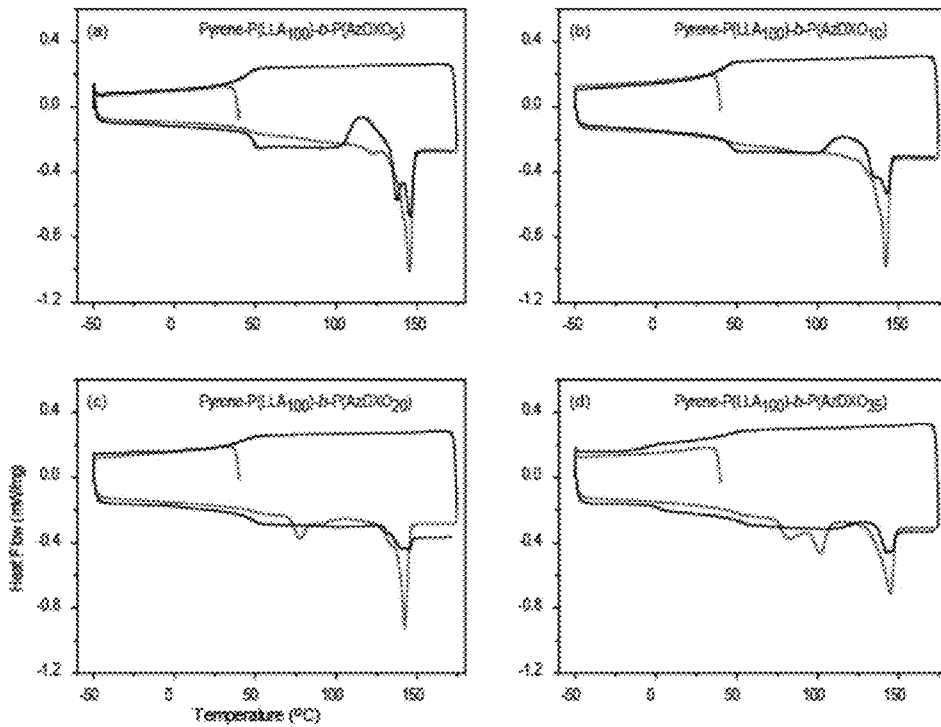 (a) Pyrene-P(LLA100)-b-P(AzDXO5)
0.4
0.0
-0.4
-0.8
-1.2
-50 0 50 100 150
(b) Pyrene-P(LLA100)-b-P(AzDXO10)
0.4
0.0
-0.4
-0.8
-1.2
-50 0 50 100 150
(c) Pyrene-P(LLA100)-b-P(AzDXO20)
0.4
0.0
-0.4
-0.8
-1.2
-50 0 50 100 150
Heat Flow (mW/mg)
Temperature (ºC)
(d) Pyrene-P(LLA100)-b-P(AzDXO35)
0.4
0.0
-0.4
-0.8
-1.2
-50 0 50 100 150